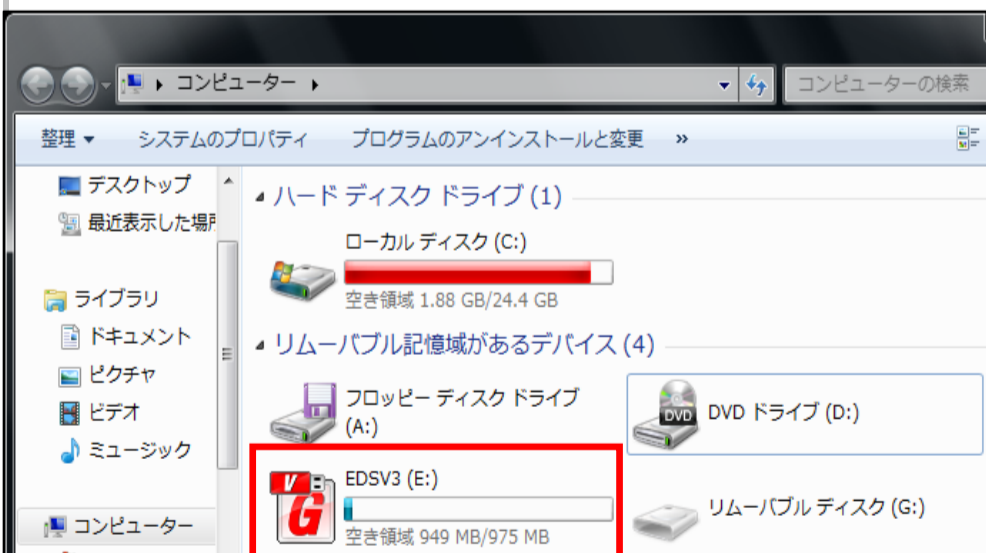 コンピューター
コンピューターの検索
整理
システムのプロパティ
プログラムのアンインストールと変更
»
デスクトップ
最近表示した場所
ライブラリ
ドキュメント
ピクチャ
ビデオ
ミュージック
コンピューター
ハード ディスク ドライブ (1)
ローカル ディスク (C:)
空き領域 1.88 GB/24.4 GB
リムーバブル記憶域があるデバイス (4)
フロッピー ディスク ドライブ
(A:)
DVD
DVD ドライブ (D:)
V
G
EDSV3 (E:)
空き領域 949 MB/975 MB
リムーバブル ディスク (G:)